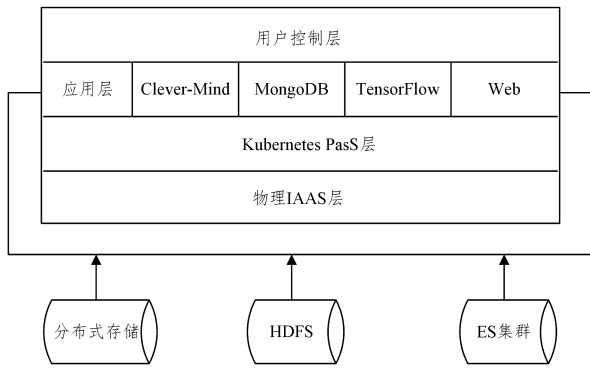 用户控制层
应用层 Clever-Mind MongoDB TensorFlow Web
Kubernetes PasS层
物理IAAS层
分布式存储 HDFS ES集群